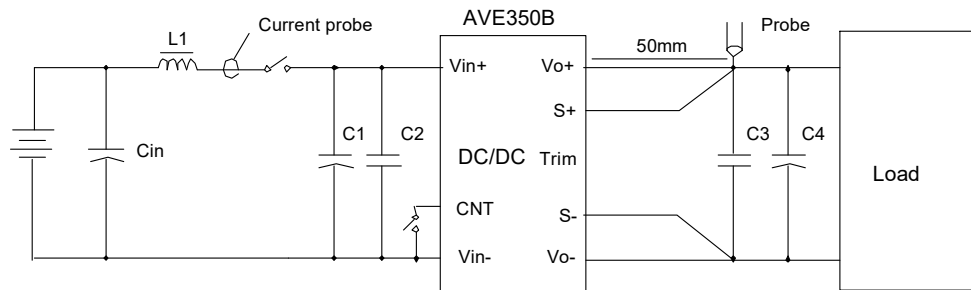 AVE350B
L1
Current probe
Probe
50mm
Vin+
Vo+
S+
Cin
C1
C2
DC/DC
Trim
C3
C4
Load
CNT
S-
Vin-
Vo-